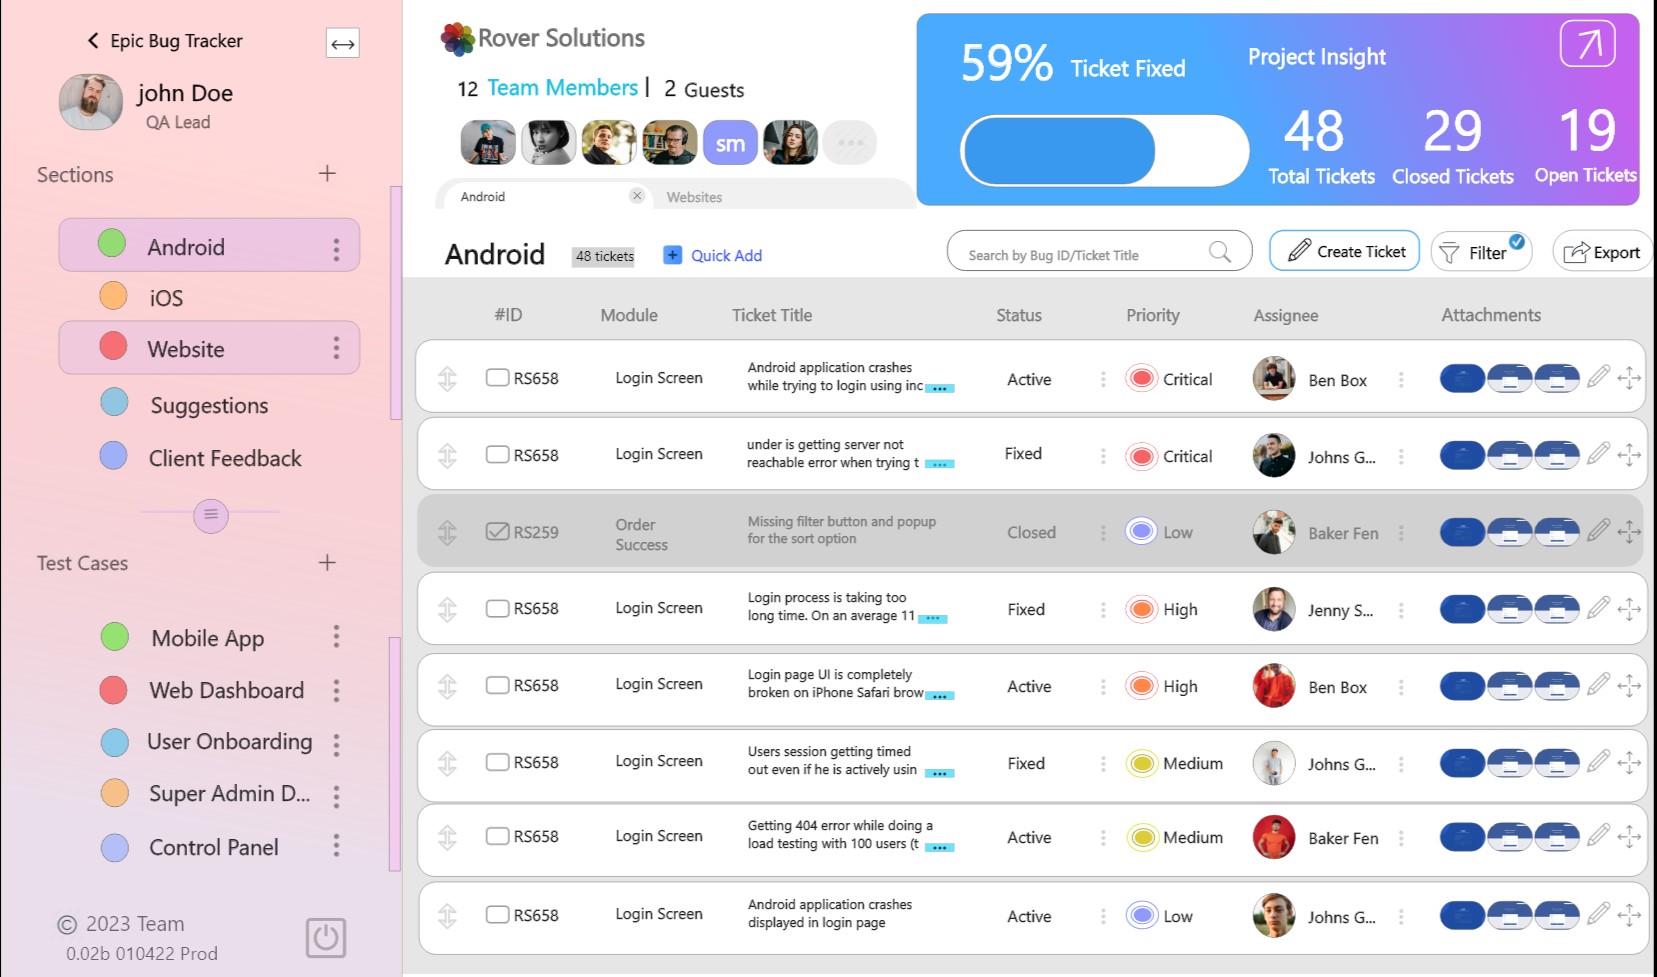 Epic Bug Tracker
john Doe
QA Lead
Sections
Android
iOS
Website
Suggestions
Client Feedback
Test Cases
Mobile App
Web Dashboard
User Onboarding
Super Admin D...
Control Panel
© 2023 Team
0.02b 010422 Prod
Rover Solutions
12 Team Members | 2 Guests
sm
Android
Websites
59% Ticket Fixed
Project Insight
48 29 19
Total Tickets Closed Tickets Open Tickets
Android 48 tickets Quick Add
Search by Bug ID/Ticket Title
Create Ticket
Filter
Export
#ID Module Ticket Title Status Priority Assignee Attachments
RS658 Login Screen Android application crashes
while trying to login using inc ... Active Critical Ben Box
RS658 Login Screen under is getting server not
reachable error when trying t ... Fixed Critical Johns G...
RS259 Order
Success Missing filter button and popup
for the sort option Closed Low Baker Fen
RS658 Login Screen Login process is taking too
long time. On an average 11 ... Fixed High Jenny S...
RS658 Login Screen Login page UI is completely
broken on iPhone Safari brow ... Active High Ben Box
RS658 Login Screen Users session getting timed
out even if he is actively usin ... Fixed Medium Johns G...
RS658 Login Screen Getting 404 error while doing a
load testing with 100 users (t ... Active Medium Baker Fen
RS658 Login Screen Android application crashes
displayed in login page Active Low Johns G...